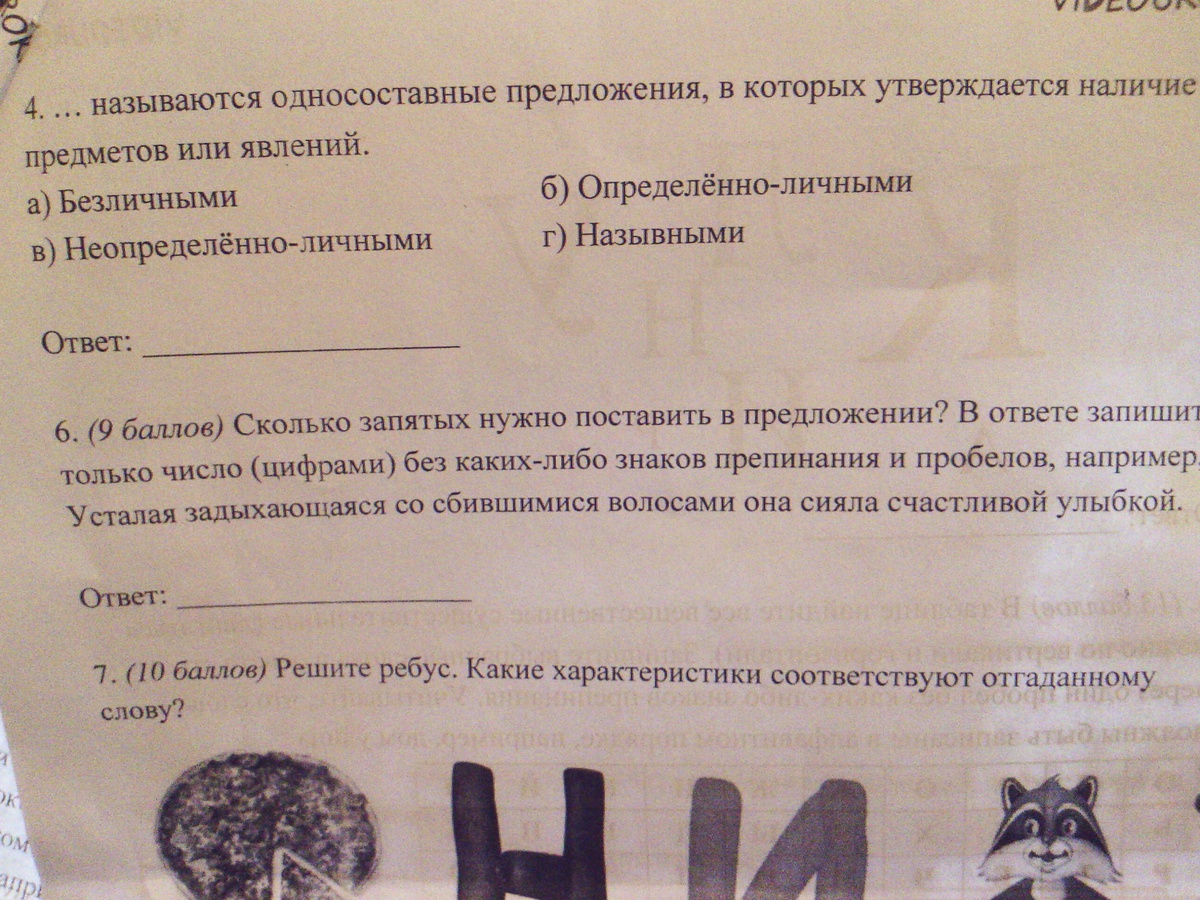 4. ... называются односоставные предложения, в которых утверждается наличие
предметов или явлений.
а) Безличными б) Определённо-личными
в) Неопределённо-личными г) Назывными
Ответ:
6. (9 баллов) Сколько запятых нужно поставить в предложении? В ответе
только число (цифрами) без каких-либо знаков препинания и пробелов, например,
Усталая задыхающаяся со сбившимися волосами она сияла счастливой улыбкой.
Ответ:
7. (10 баллов) Решите ребус. Какие характеристики соответствуют отгаданному
слову?
Н И